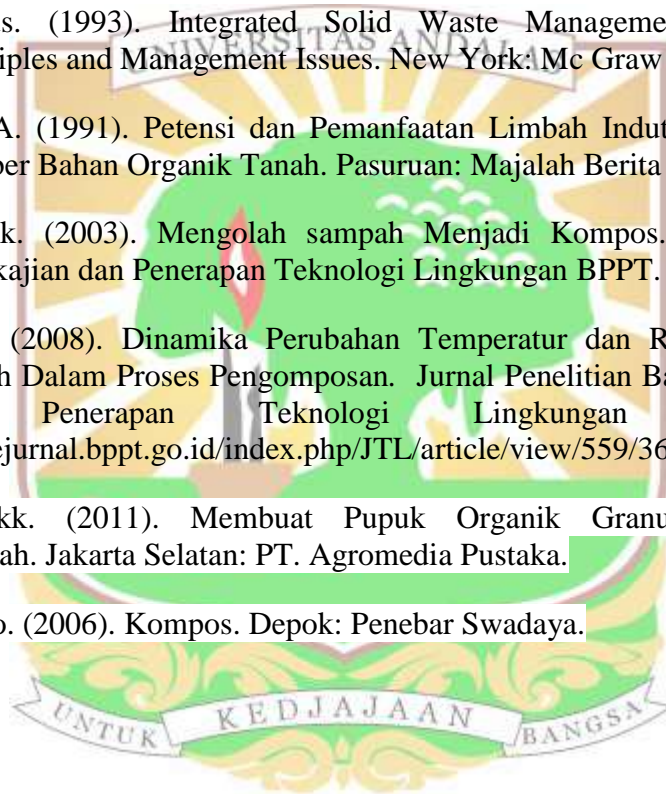 us. (1993). Integrated Solid Waste Manageme
iples and Management Issues. New York: Mc Graw
UNIVERSITAS ANDALAS
A. (1991). Petensi dan Pemanfaatan Limbah Indut
ber Bahan Organik Tanah. Pasuruan: Majalah Berita
k. (2003). Mengolah sampah Menjadi Kompos.
kajian dan Penerapan Teknologi Lingkungan BPPT.
(2008). Dinamika Perubahan Temperatur dan R
h Dalam Proses Pengomposan. Jurnal Penelitian Ba
Penerapan Teknologi Lingkungan
ejurnal.bppt.go.id/index.php/JTL/article/view/559/36
kk. (2011). Membuat Pupuk Organik Granu
ah. Jakarta Selatan: PT. Agromedia Pustaka.
o. (2006). Kompos. Depok: Penebar Swadaya.
UNTUK KEDJAJAAN BANGSA